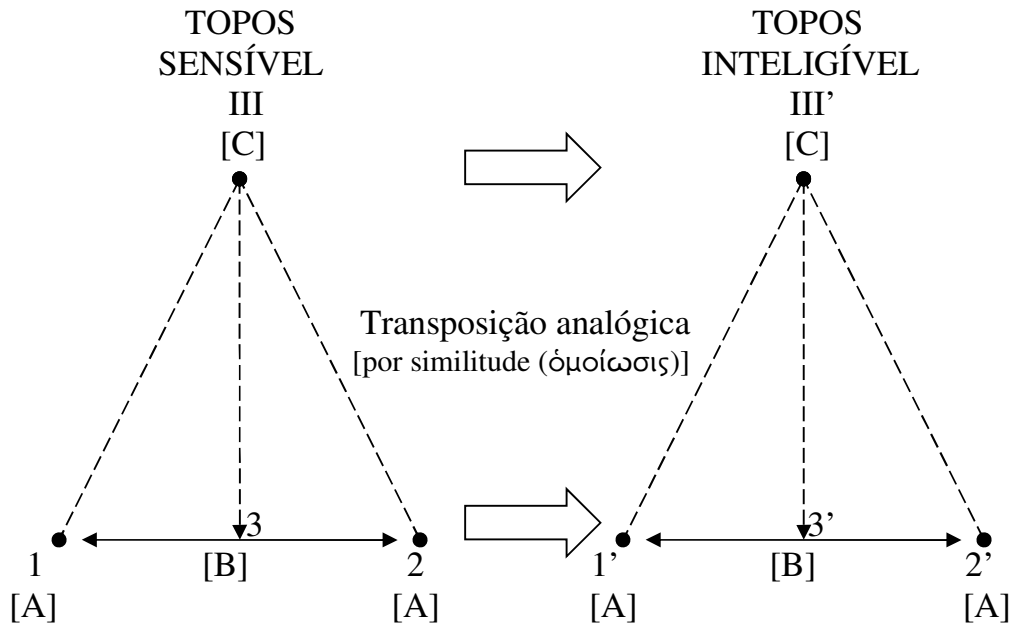 TOPOS
SENSÍVEL
III
[C]
TOPOS
INTELIGÍVEL
III’
[C]
Transposição analógica
[por similitude (ὁμοίωσις)]
3
1
[B]
2
[A]
[A]
3’
1’
[B]
2’
[A]
[A]